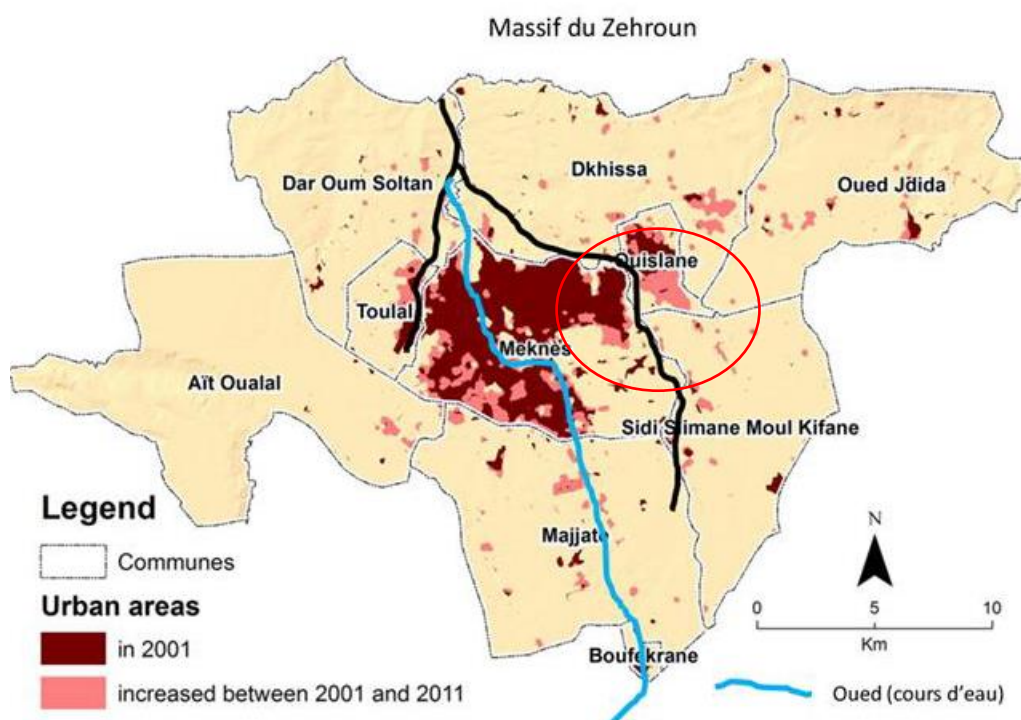 Massif du Zehroun
Dkhissa
Dar Oum Soltan
Oued Jdida
Ouislane
Toulal
Meknès
Aït Oualal
Sidi Slimane Moul Kifane
Legend
Communes
Majjate
N
0 5 10
Km
Urban areas
in 2001
Boufekrane
increased between 2001 and 2011
Oued (cours d'eau)